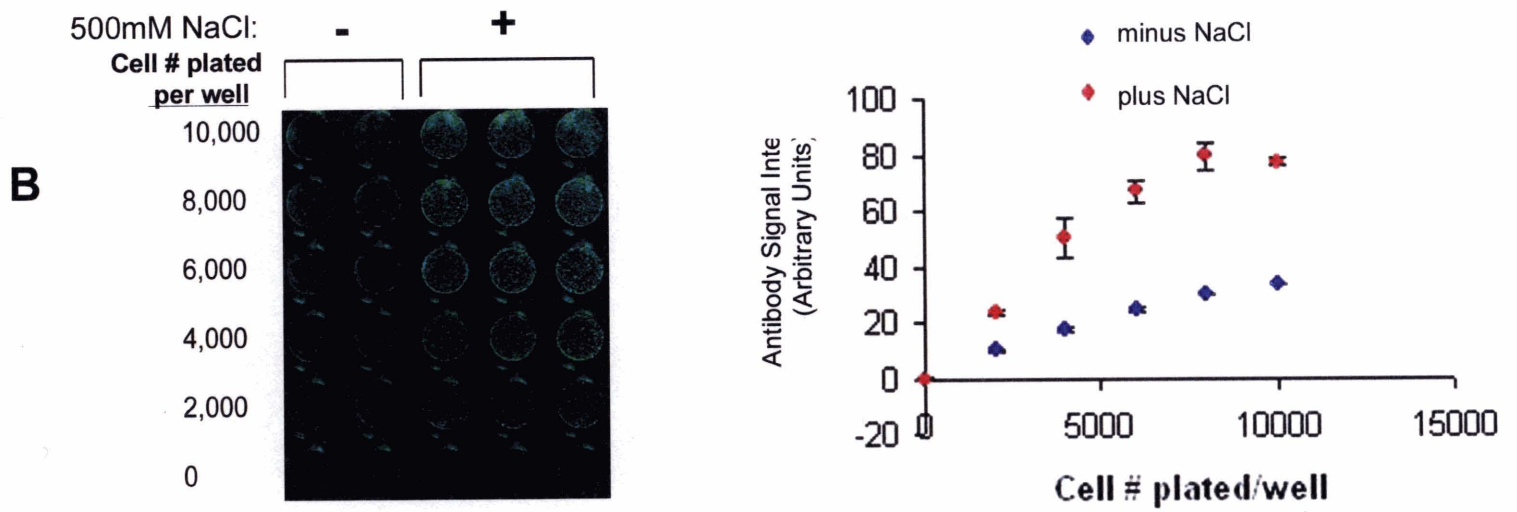 B
500mM NaCl: - +
Cell # plated
per well
10,000
8,000
6,000
4,000
2,000
0
minus NaCl
plus NaCl
Antibody Signal Inte
(Arbitrary Units)
100
80
60
40
20
0
-20
0 5000 10000 15000
Cell # plated/well